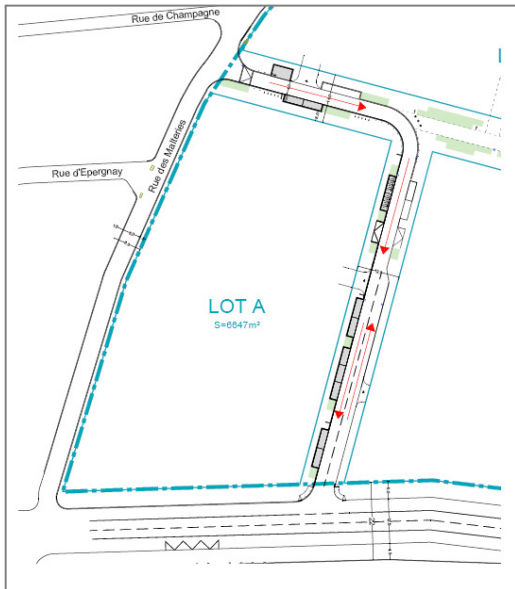 Rue de Champagne
Rue des Malteries
Rue d'Epergnay
LOT A
S=6647m²